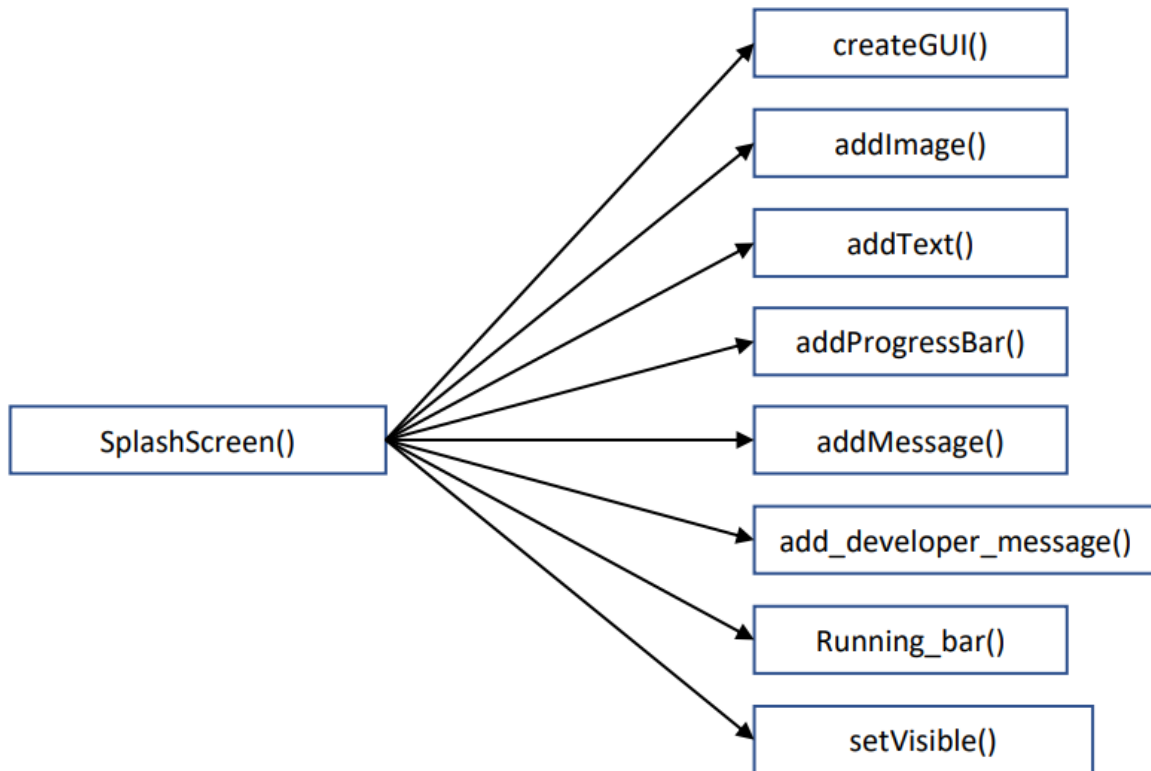 createGUI()
addImage()
addText()
addProgressBar()
SplashScreen()
addMessage()
add_developer_message()
Running_bar()
setVisible()